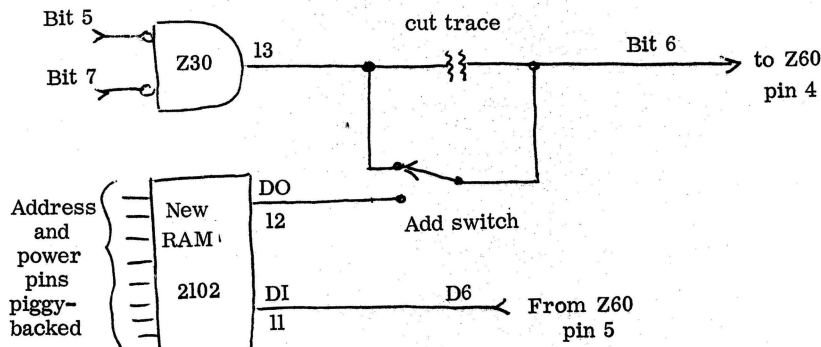 Bit 5
Bit 7
Z30
13
cut trace
Bit 6
to Z60
pin 4
Address
and
power
pins
piggy-
backed
New
RAM
2102
DO
12
Add switch
DI
11
D6
From Z60
pin 5